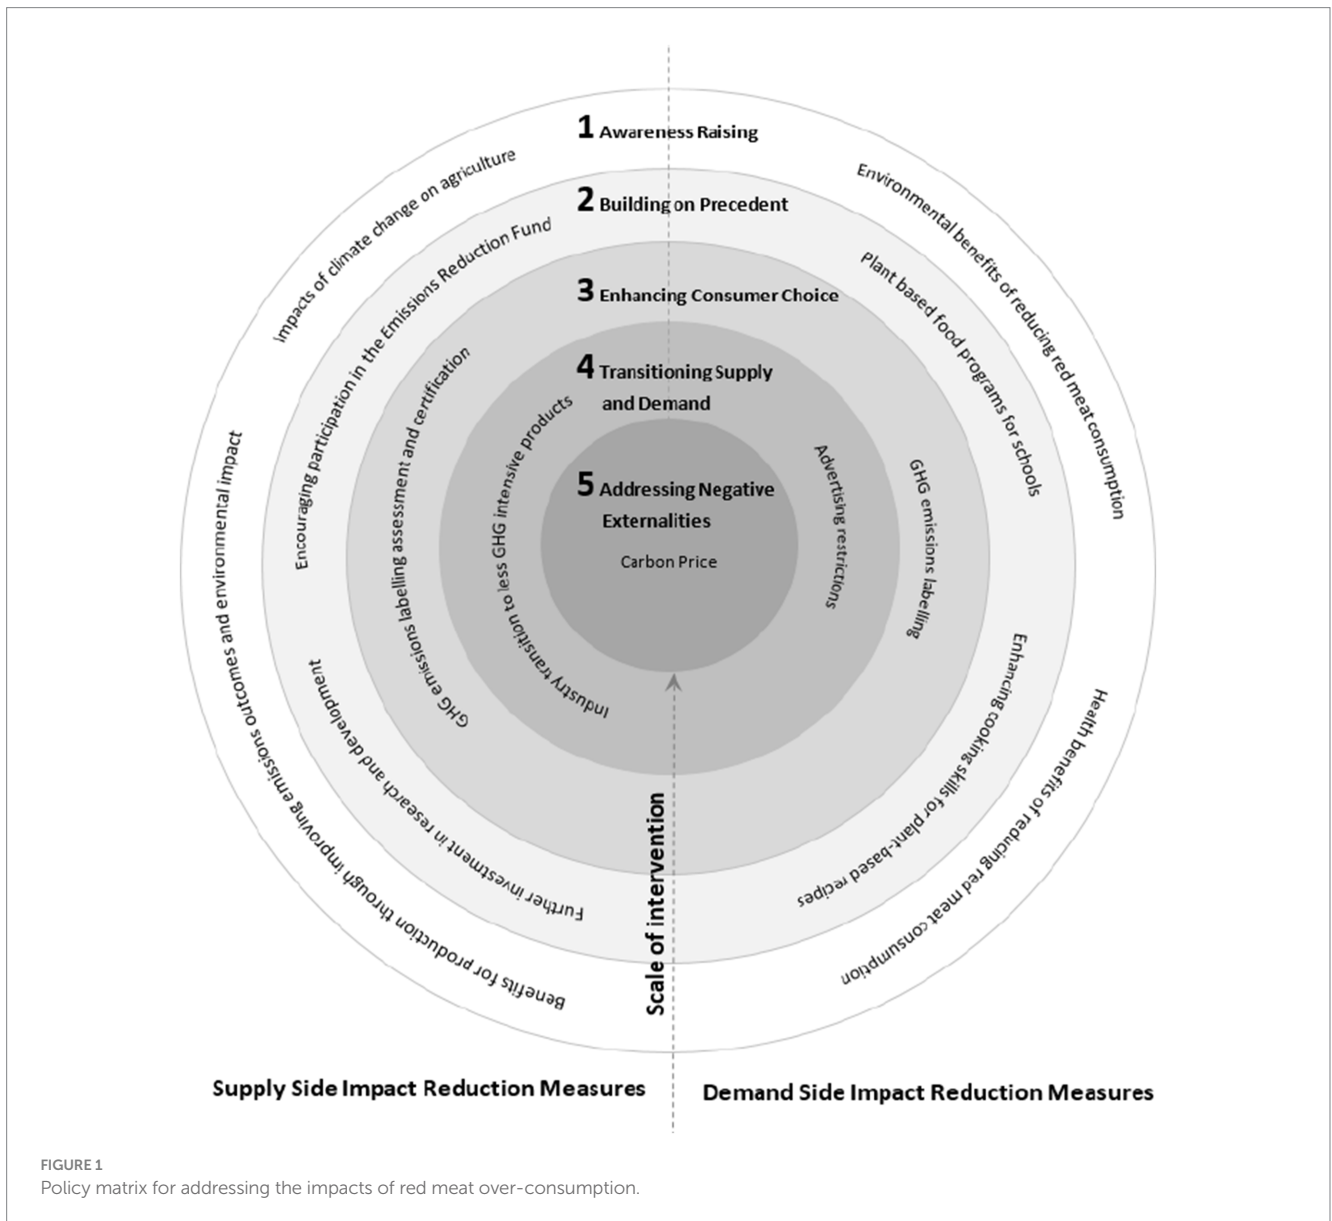 1 Awareness Raising
Impacts of climate change on agriculture
Environmental benefits of reducing red meat consumption
2 Building on Precedent
Encouraging participation in the Emissions Reduction Fund
Plant based food programs for schools
3 Enhancing Consumer Choice
GHG emissions labelling assessment and certification
GHG emissions labelling
4 Transitioning Supply
and Demand
Industry transition to less GHG intensive products
Advertising restrictions
5 Addressing Negative
Externalities
Carbon Price
Benefits for production through improving emissions outcomes and environmental impact
Further investment in research and development
Enhancing cooking skills for plant-based recipes
Health benefits of reducing red meat consumption
Scale of intervention
Supply Side Impact Reduction Measures
Demand Side Impact Reduction Measures
FIGURE 1
Policy matrix for addressing the impacts of red meat over-consumption.